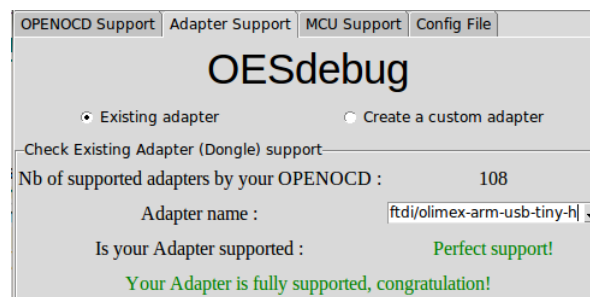 OPENOCD Support Adapter Support MCU Support Config File
OESdebug
Existing adapter Create a custom adapter
Check Existing Adapter (Dongle) support
Nb of supported adapters by your OPENOCD : 108
Adapter name : ftdi/olimex-arm-usb-tiny-h
Is your Adapter supported : Perfect support!
Your Adapter is fully supported, congratulation!